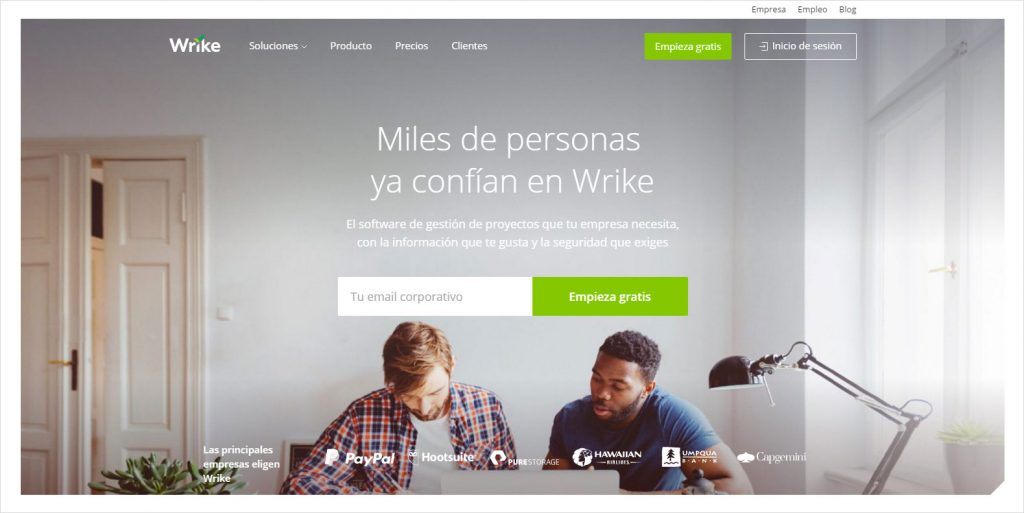 Empresa Empleo Blog
Wrike Soluciones Producto Precios Clientes Empieza gratis Inicio de sesión
Miles de personas
ya confían en Wrike
El software de gestión de proyectos que tu empresa necesita,
con la información que te gusta y la seguridad que exiges
Tu email corporativo Empieza gratis
Las principales
empresas eligen
Wrike
PayPal Hootsuite PURESTORAGE HAWAIIAN AIRLINES UMPQUA BANK Capgemini